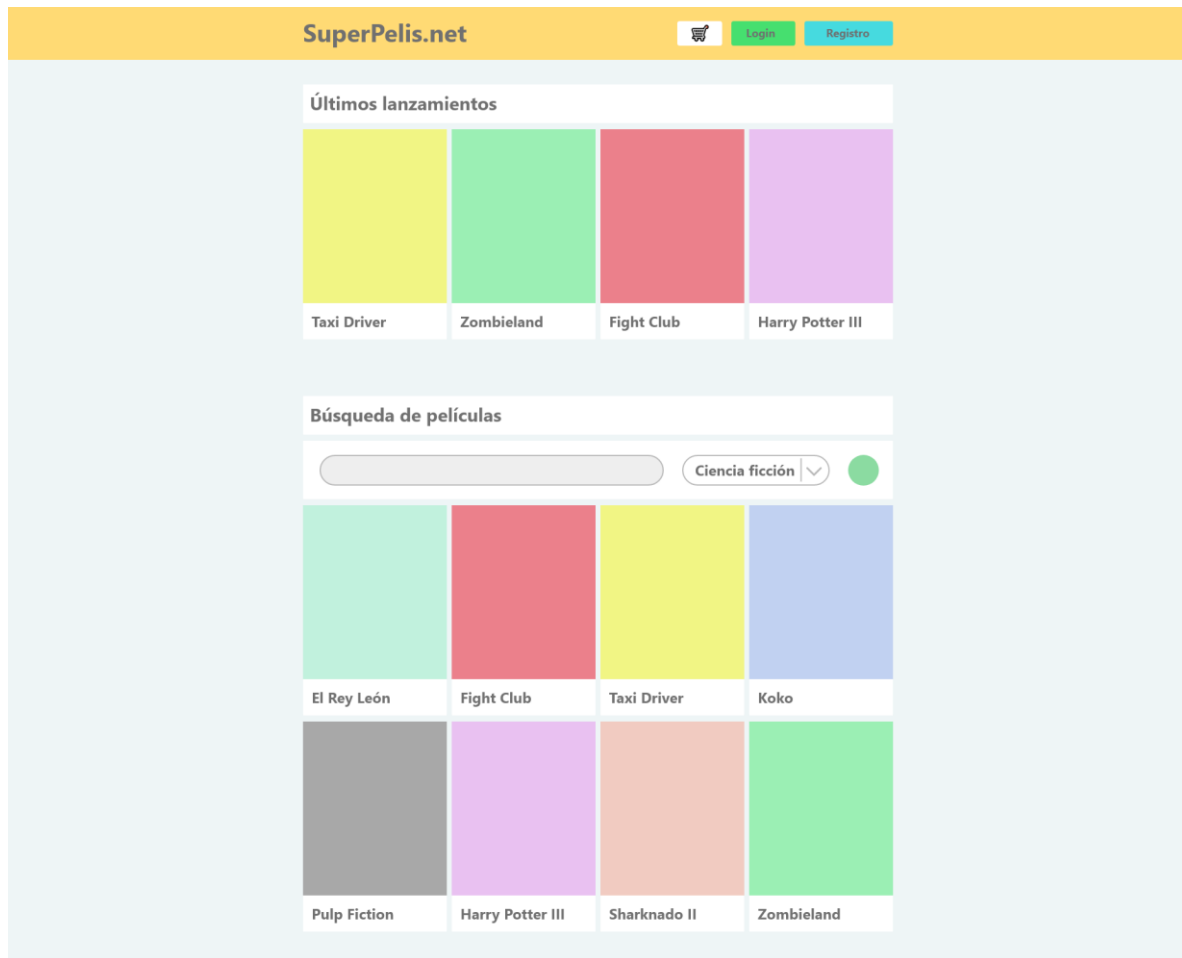 SuperPelis.net
Login
Registro
Últimos lanzamientos
Taxi Driver
Zombieland
Fight Club
Harry Potter III
Búsqueda de películas
Ciencia ficción
El Rey León
Fight Club
Taxi Driver
Koko
Pulp Fiction
Harry Potter III
Sharknado II
Zombieland